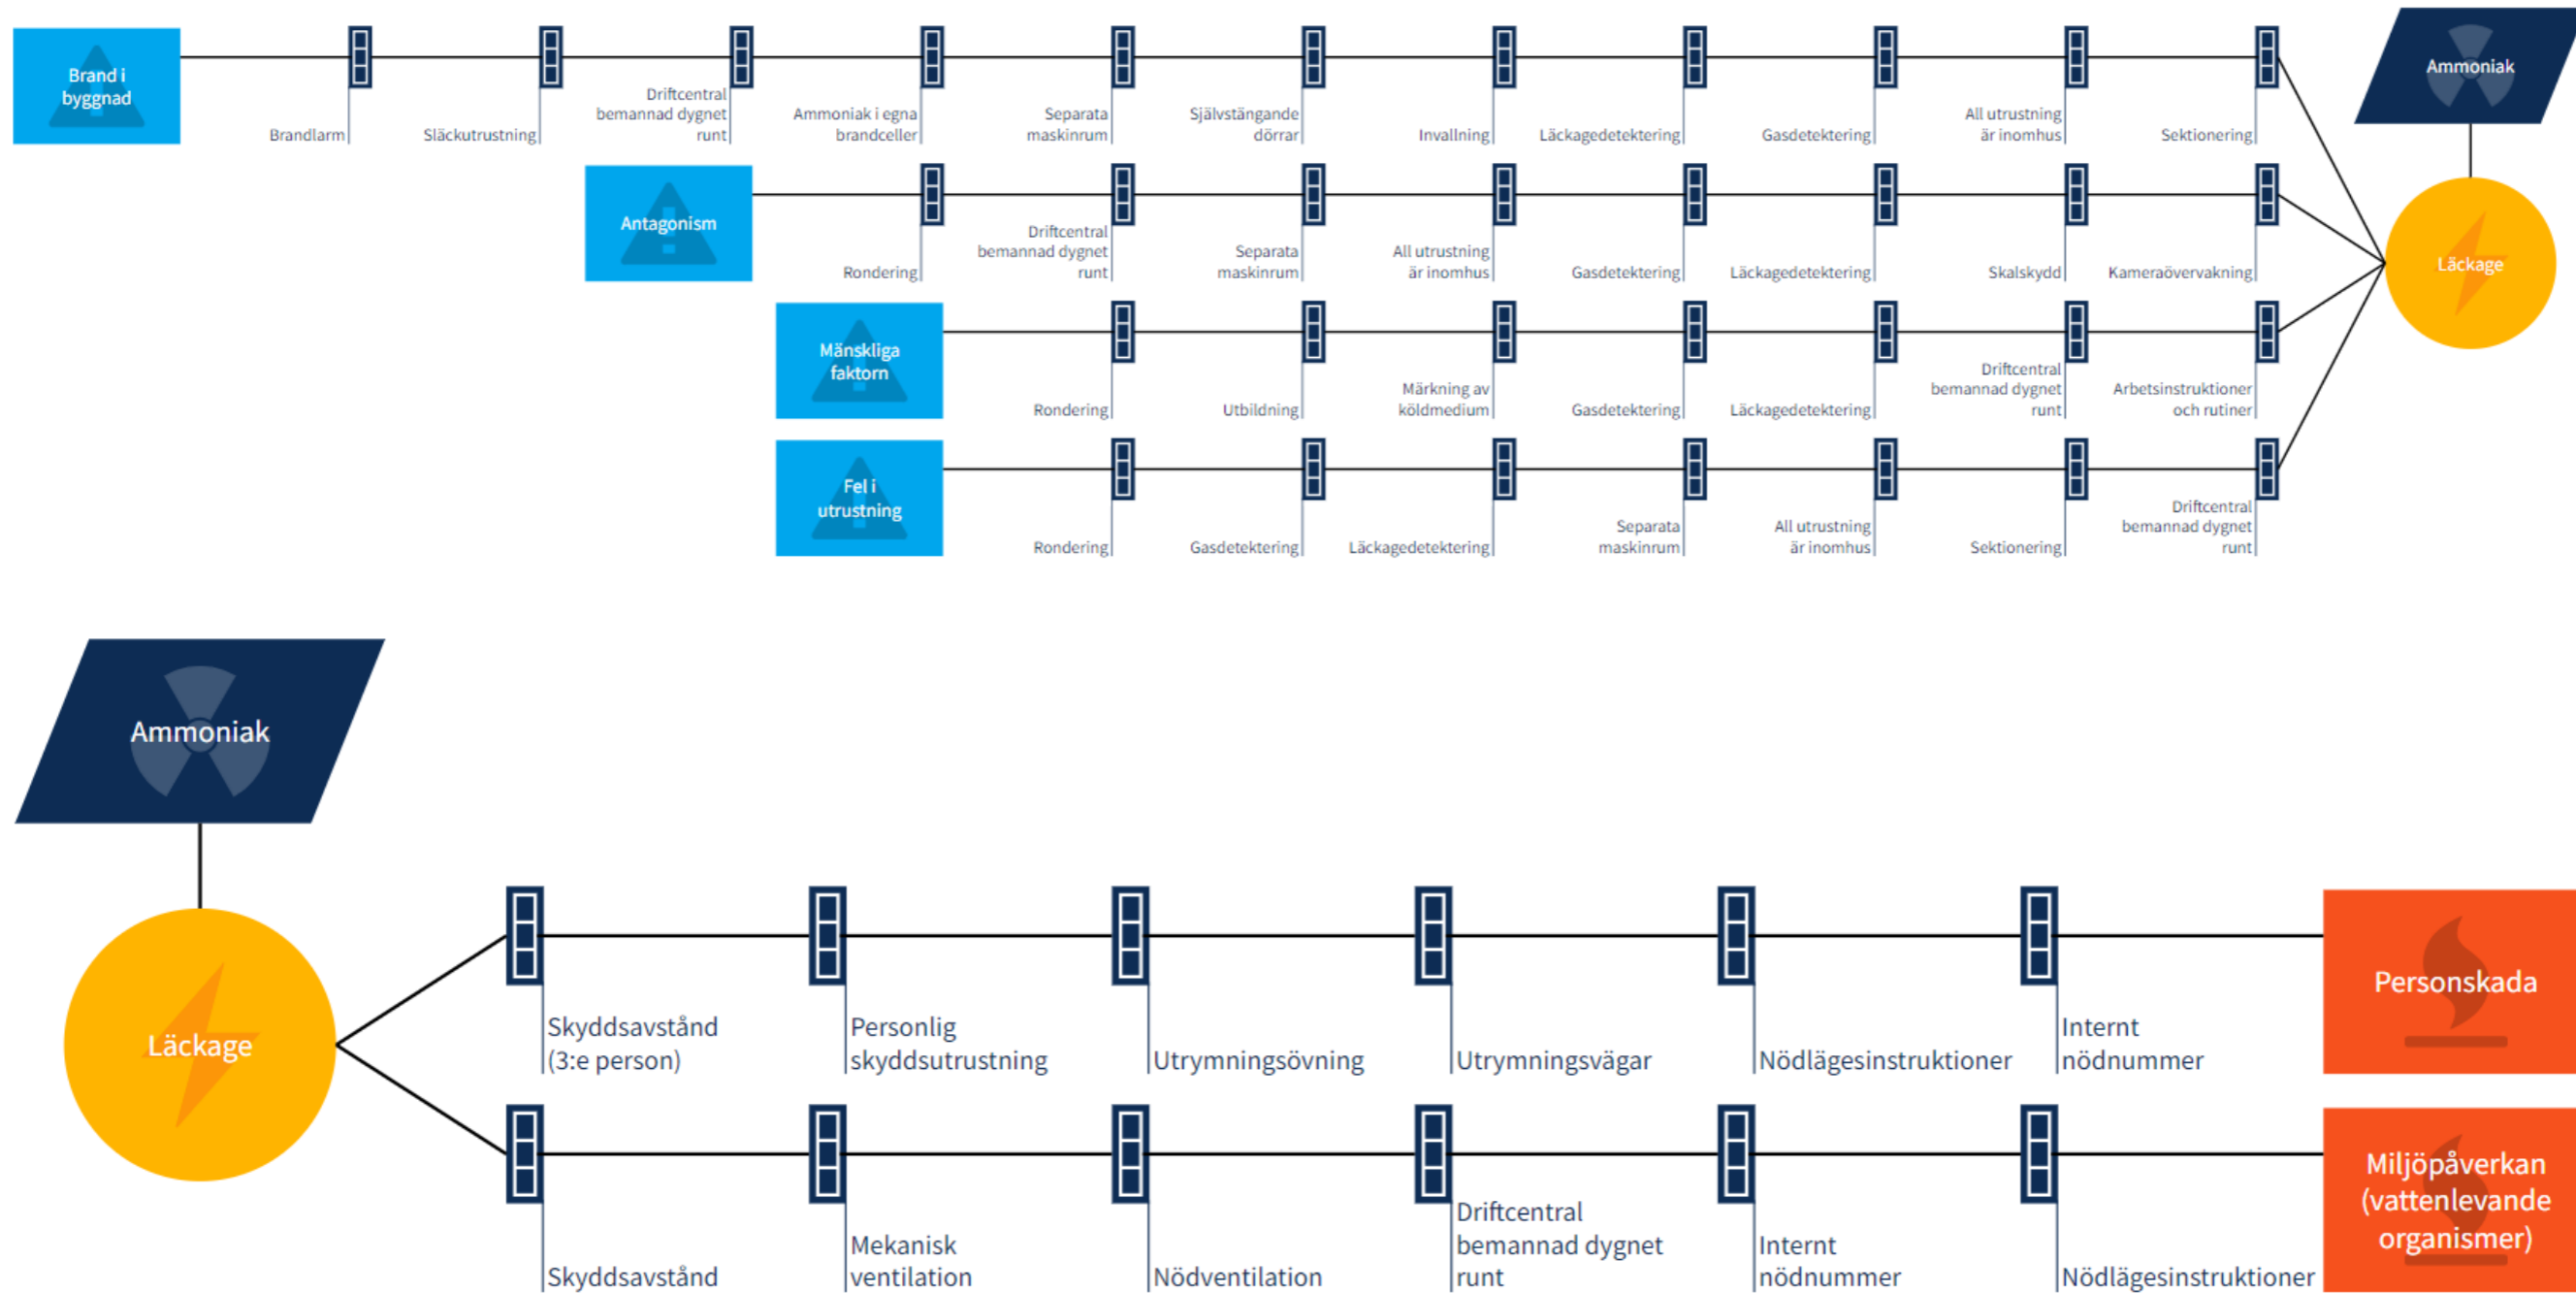 Brand i
byggnad
Brandlarm
Släckutrustning
Driftcentral
bemannad dygnet
runt
Ammoniak i egna
brandceller
Separata
maskinrum
Självstängande
dörrar
Invallning
Läckagedetektering
Gasdetektering
All utrustning
är inomhus
Sektionering
Ammoniak
Antagonism
Rondering
Driftcentral
bemannad dygnet
runt
Separata
maskinrum
All utrustning
är inomhus
Gasdetektering
Läckagedetektering
Skalskydd
Kameraövervakning
Läckage
Mänskliga
faktorn
Rondering
Utbildning
Märkning av
köldmedium
Gasdetektering
Läckagedetektering
Driftcentral
bemannad dygnet
runt
Arbetsinstruktioner
och rutiner
Fel i
utrustning
Rondering
Gasdetektering
Läckagedetektering
Separata
maskinrum
All utrustning
är inomhus
Sektionering
Driftcentral
bemannad dygnet
runt
Ammoniak
Läckage
Skyddsavstånd
(3:e person)
Personlig
skyddsutrustning
Utrymningsövning
Utrymningsvägar
Nödlägesinstruktioner
Internt
nödnummer
Personskada
Skyddsavstånd
Mekanisk
ventilation
Nödventilation
Driftcentral
bemannad dygnet
runt
Internt
nödnummer
Nödlägesinstruktioner
Miljöpåverkan
(vattenlevande
organismer)